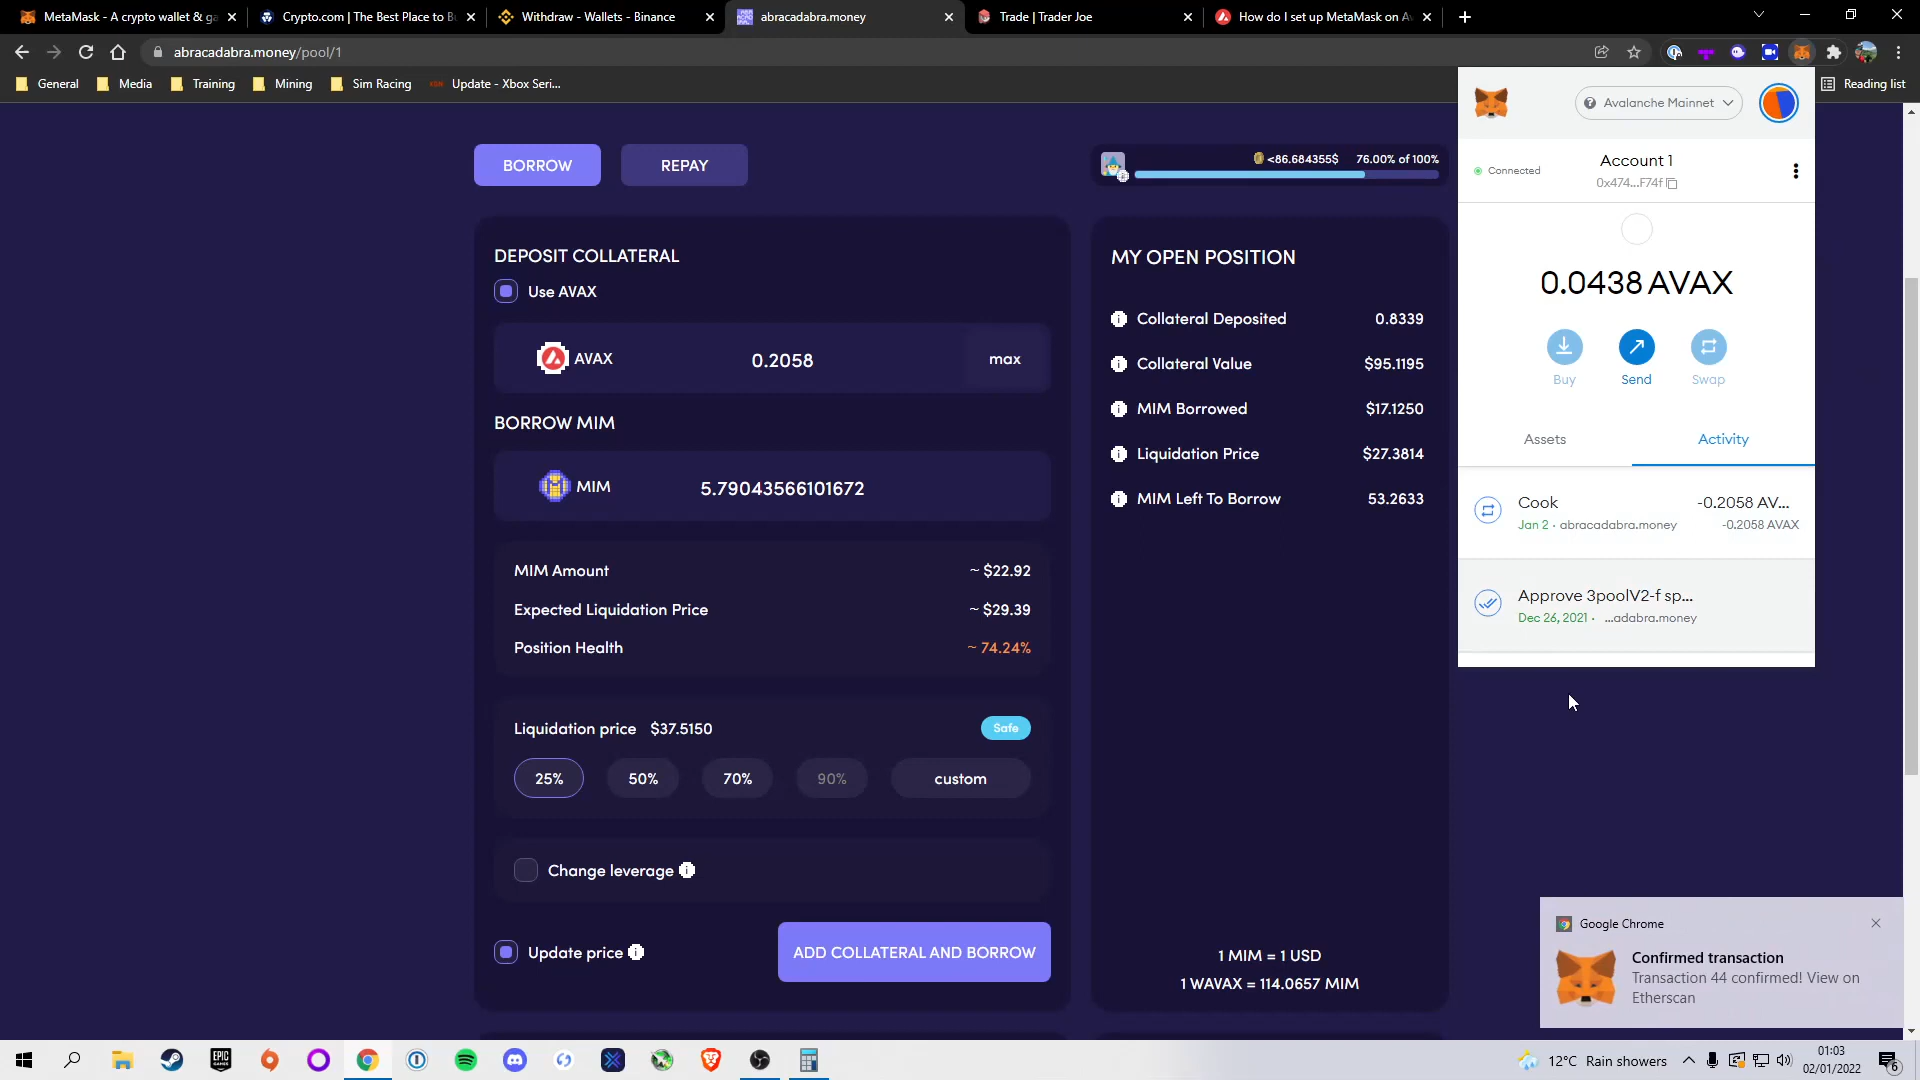 MetaMask - A crypto wallet & ga
Crypto.com | The Best Place to Bu
Withdraw - Wallets - Binance
abracadabra.money
Trade | Trader Joe
How do I set up MetaMask on Av
abracadabra.money/pool/1
General
Media
Training
Mining
Sim Racing
Update - Xbox Seri...
Reading list
BORROW
REPAY
<86.684355$
76.00% of 100%
DEPOSIT COLLATERAL
Use AVAX
AVAX
0.2058
max
BORROW MIM
MIM
5.79043566101672
MIM Amount
~ $22.92
Expected Liquidation Price
~ $29.39
Position Health
~ 74.24%
Liquidation price $37.5150
Safe
25%
50%
70%
90%
custom
Change leverage
Update price
ADD COLLATERAL AND BORROW
MY OPEN POSITION
Collateral Deposited
0.8339
Collateral Value
$95.1195
MIM Borrowed
$17.1250
Liquidation Price
$27.3814
MIM Left To Borrow
53.2633
1 MIM = 1 USD
1 WAVAX = 114.0657 MIM
Avalanche Mainnet
Connected
Account 1
0x474...F74f
0.0438 AVAX
Buy
Send
Swap
Assets
Activity
Cook
-0.2058 AV...
Jan 2 · abracadabra.money
-0.2058 AVAX
Approve 3poolV2-f sp...
Dec 26, 2021 · ...adabra.money
Google Chrome
Confirmed transaction
Transaction 44 confirmed! View on
Etherscan
EPIC
GAMES
12°C Rain showers
01:03
02/01/2022
6